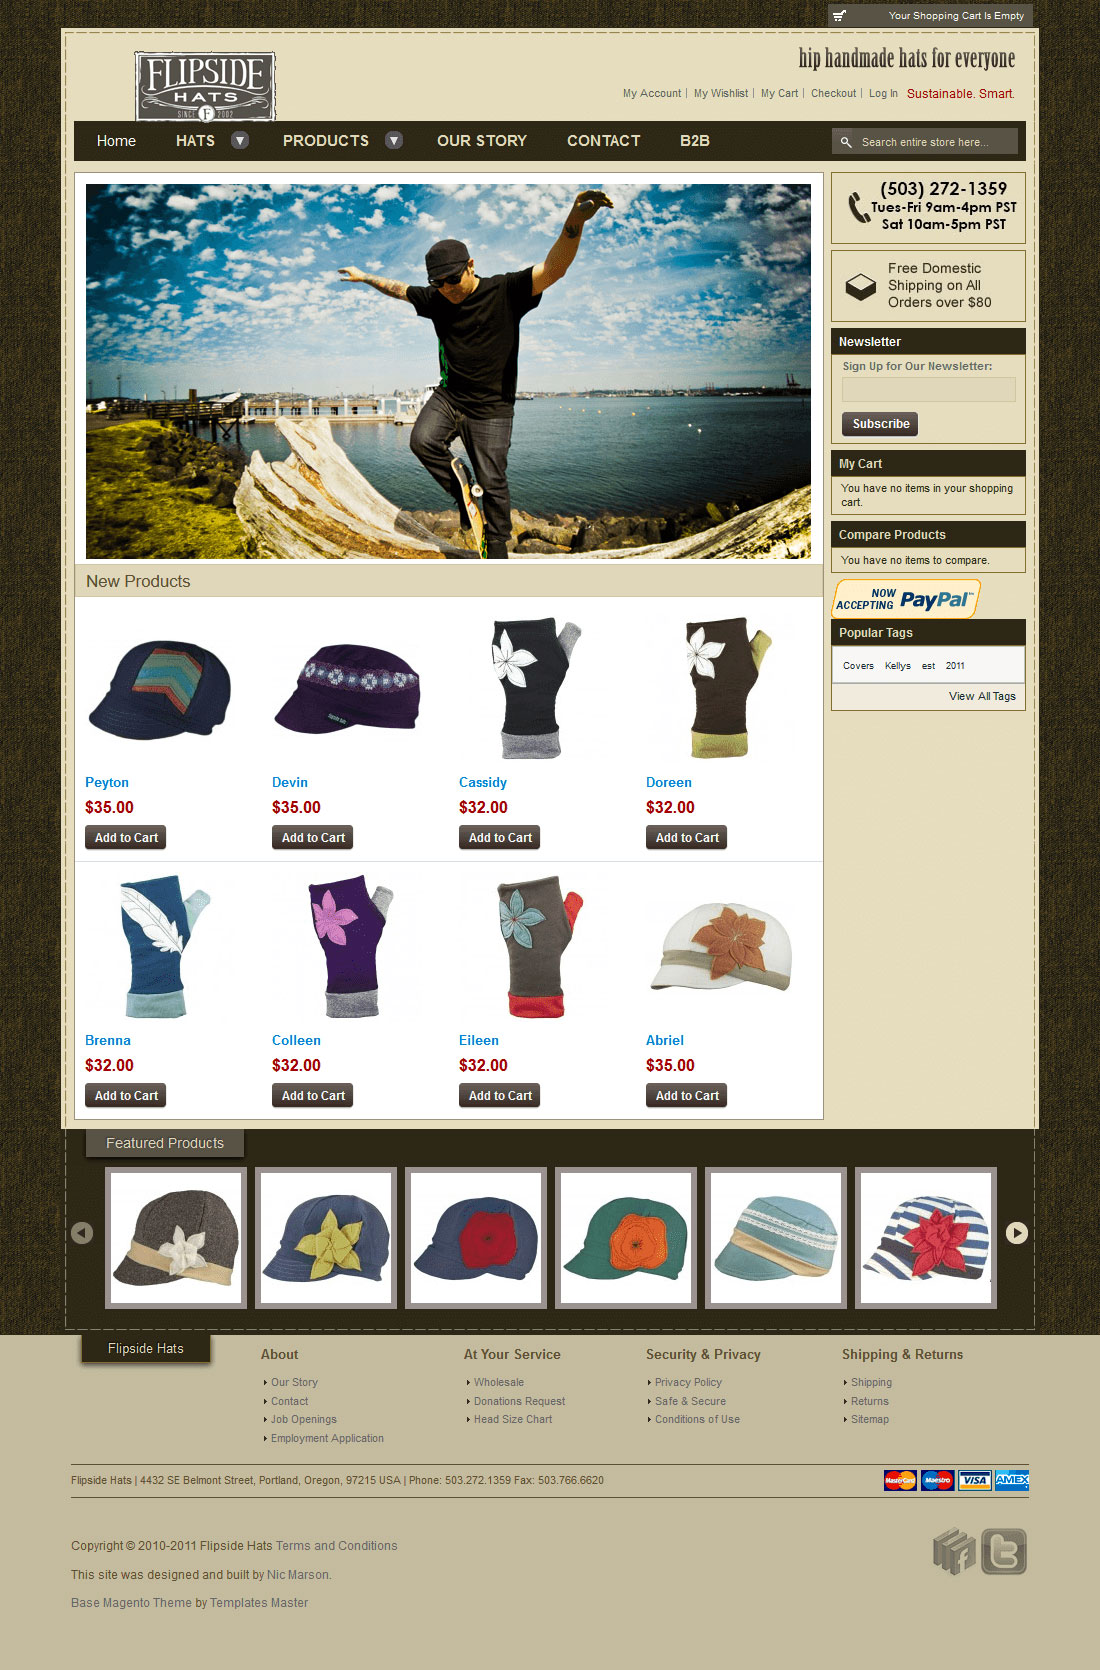 Your Shopping Cart Is Empty
FLIPSIDE
HATS
SINCE F 2002
hip handmade hats for everyone
My Account | My Wishlist | My Cart | Checkout | Log In Sustainable. Smart.
Home HATS PRODUCTS OUR STORY CONTACT B2B Search entire store here...
(503) 272-1359
Tues-Fri 9am-4pm PST
Sat 10am-5pm PST
Free Domestic
Shipping on All
Orders over $80
Newsletter
Sign Up for Our Newsletter:
Subscribe
My Cart
You have no items in your shopping
cart.
Compare Products
You have no items to compare.
NOW
ACCEPTING PayPal
Popular Tags
Covers Kellys est 2011
View All Tags
New Products
Peyton Devin Cassidy Doreen
$35.00 $35.00 $32.00 $32.00
Add to Cart Add to Cart Add to Cart Add to Cart
Brenna Colleen Eileen Abriel
$32.00 $32.00 $32.00 $35.00
Add to Cart Add to Cart Add to Cart Add to Cart
Featured Products
Flipside Hats
About
Our Story
Contact
Job Openings
Employment Application
At Your Service
Wholesale
Donations Request
Head Size Chart
Security & Privacy
Privacy Policy
Safe & Secure
Conditions of Use
Shipping & Returns
Shipping
Returns
Sitemap
Flipside Hats | 4432 SE Belmont Street, Portland, Oregon, 97215 USA | Phone: 503.272.1359 Fax: 503.766.6620
MasterCard Maestro VISA AMEX
Copyright © 2010-2011 Flipside Hats Terms and Conditions
This site was designed and built by Nic Marson.
Base Magento Theme by Templates Master